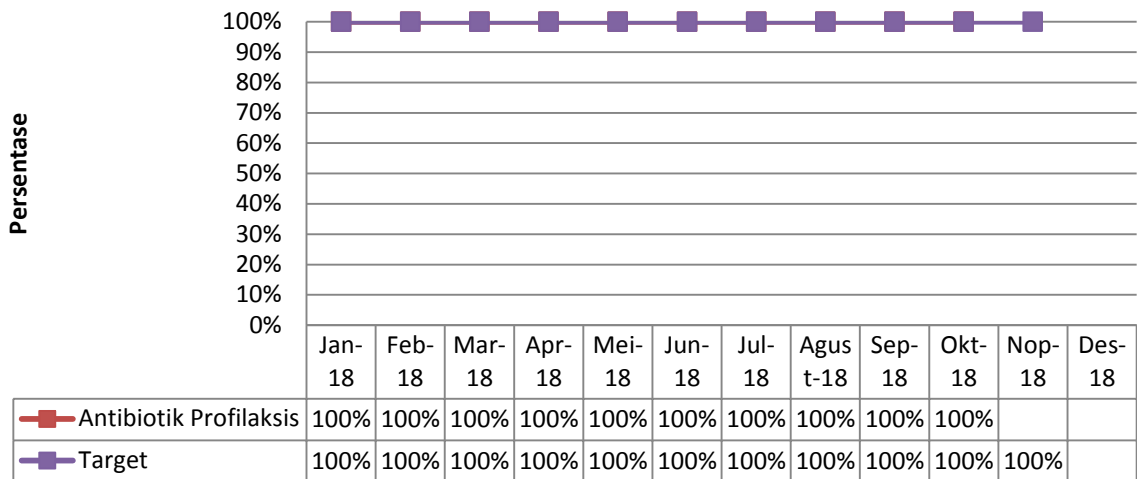 Persentase
100%
90%
80%
70%
60%
50%
40%
30%
20%
10%
0%
Jan-18 Feb-18 Mar-18 Apr-18 Mei-18 Jun-18 Jul-18 Agust-18 Sep-18 Okt-18 Nop-18 Des-18
Antibiotik Profilaksis 100% 100% 100% 100% 100% 100% 100% 100% 100% 100%
Target 100% 100% 100% 100% 100% 100% 100% 100% 100% 100% 100%